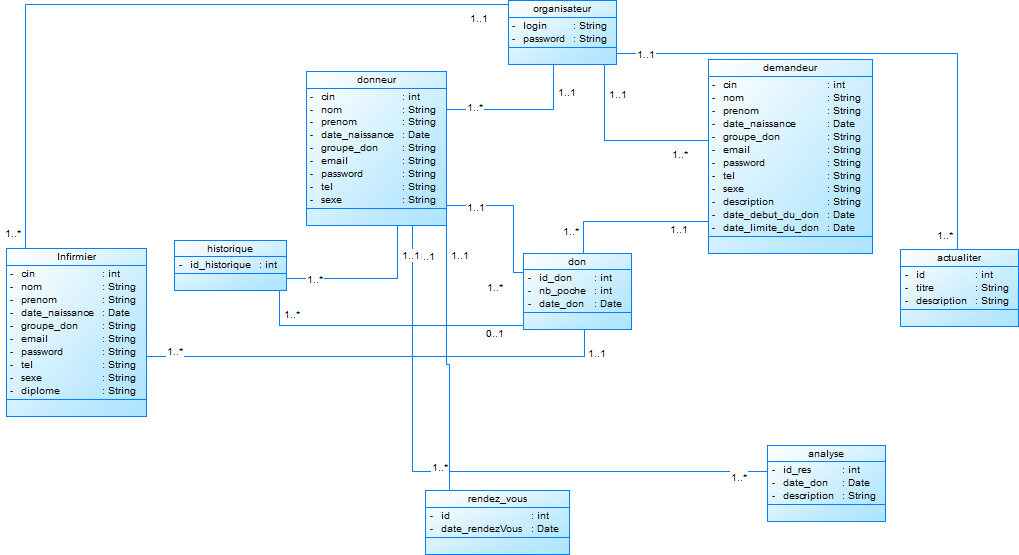 organisateur
- login : String
- password : String
1..1
1..1
1..1
1..1
donneur
- cin : int
- nom : String
- prenom : String
- date_naissance : Date
- groupe_don : String
- email : String
- password : String
- tel : String
- sexe : String
1..*
demandeur
- cin : int
- nom : String
- prenom : String
- date_naissance : Date
- groupe_don : String
- email : String
- password : String
- tel : String
- sexe : String
- description : String
- date_debut_du_don : Date
- date_limite_du_don : Date
1..*
1..1
1..*
1..1
1..*
1..*
Infirmier
- cin : int
- nom : String
- prenom : String
- date_naissance : Date
- groupe_don : String
- email : String
- password : String
- tel : String
- sexe : String
- diplome : String
historique
- id_historique : int
1..*
1..1
1..1
1..1
don
- id_don : int
- nb_poche : int
- date_don : Date
1..*
actualiter
- id : int
- titre : String
- description : String
1..*
0..1
1..*
1..1
1..*
1..*
analyse
- id_res : int
- date_don : Date
- description : String
rendez_vous
- id : int
- date_rendezVous : Date